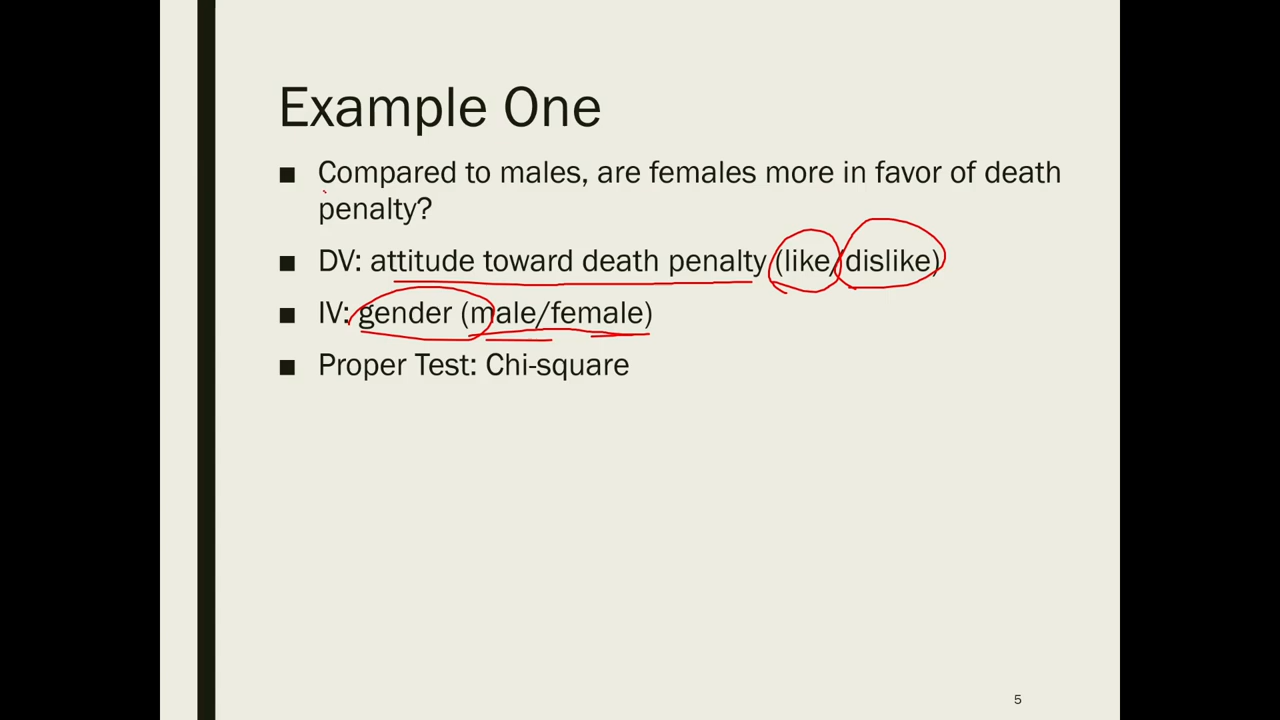 Example One
■ Compared to males, are females more in favor of death
penalty?
■ DV: attitude toward death penalty (like/dislike)
■ IV: gender (male/female)
■ Proper Test: Chi-square
5